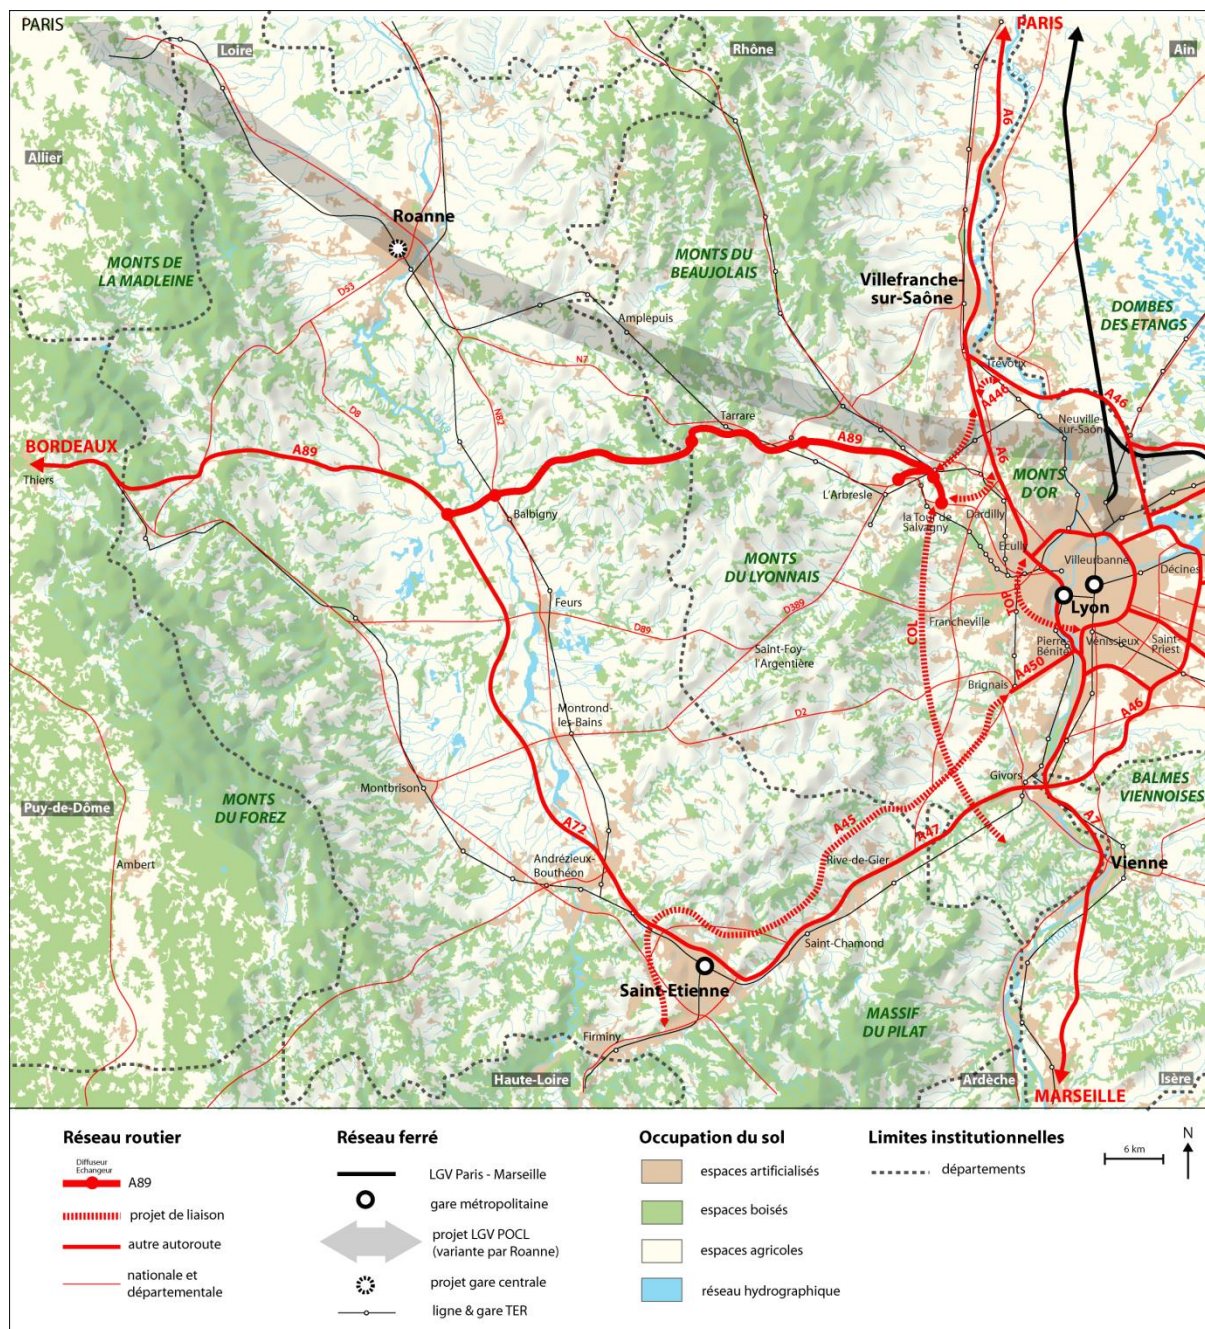 PARIS
Loire
Rhône
PARIS
Ain
A6
Allier
Roanne
MONTS DE
LA MADELEINE
MONTS DU
BEAUJOLAIS
Villefranche-
sur-Saône
DOMBES
DES ETANGS
D53
Amplepuis
N7
Trévoux
A446
A46
D8
N82
Loire
Tarrare
Neuville-
sur-Saône
BORDEAUX
A89
A89
A6
MONTS
D'OR
Thiers
L'Arbresle
Balbigny
la Tour de
Salvagny
Dardilly
Ecully
MONTS
DU LYONNAIS
Villeurbanne
Décines
TOP
Lyon
Feurs
D389
COL
Francheville
D89
Saint-Foy-
l'Argentière
Pierre-
Bénite
Vénissieux
Saint-
Priest
A450
Brignais
Montrond-
les-Bains
D2
A46
Givors
BALMES
VIENNOISES
Montbrison
Puy-de-Dôme
MONTS
DU FOREZ
A72
A45
A47
A7
Ambert
Andrézieux-
Bouthéon
Rive-de-Gier
Vienne
Saint-Chamond
Rhône
Saint-Etienne
MASSIF
DU PILAT
Firminy
Haute-Loire
Ardèche
Isère
MARSEILLE
Réseau routier
Diffuseur
Echangeur
A89
projet de liaison
autre autoroute
nationale et
départementale
Réseau ferré
LGV Paris - Marseille
gare métropolitaine
projet LGV POCL
(variante par Roanne)
projet gare centrale
ligne & gare TER
Occupation du sol
espaces artificialisés
espaces boisés
espaces agricoles
réseau hydrographique
Limites institutionnelles
départements
6 km
N